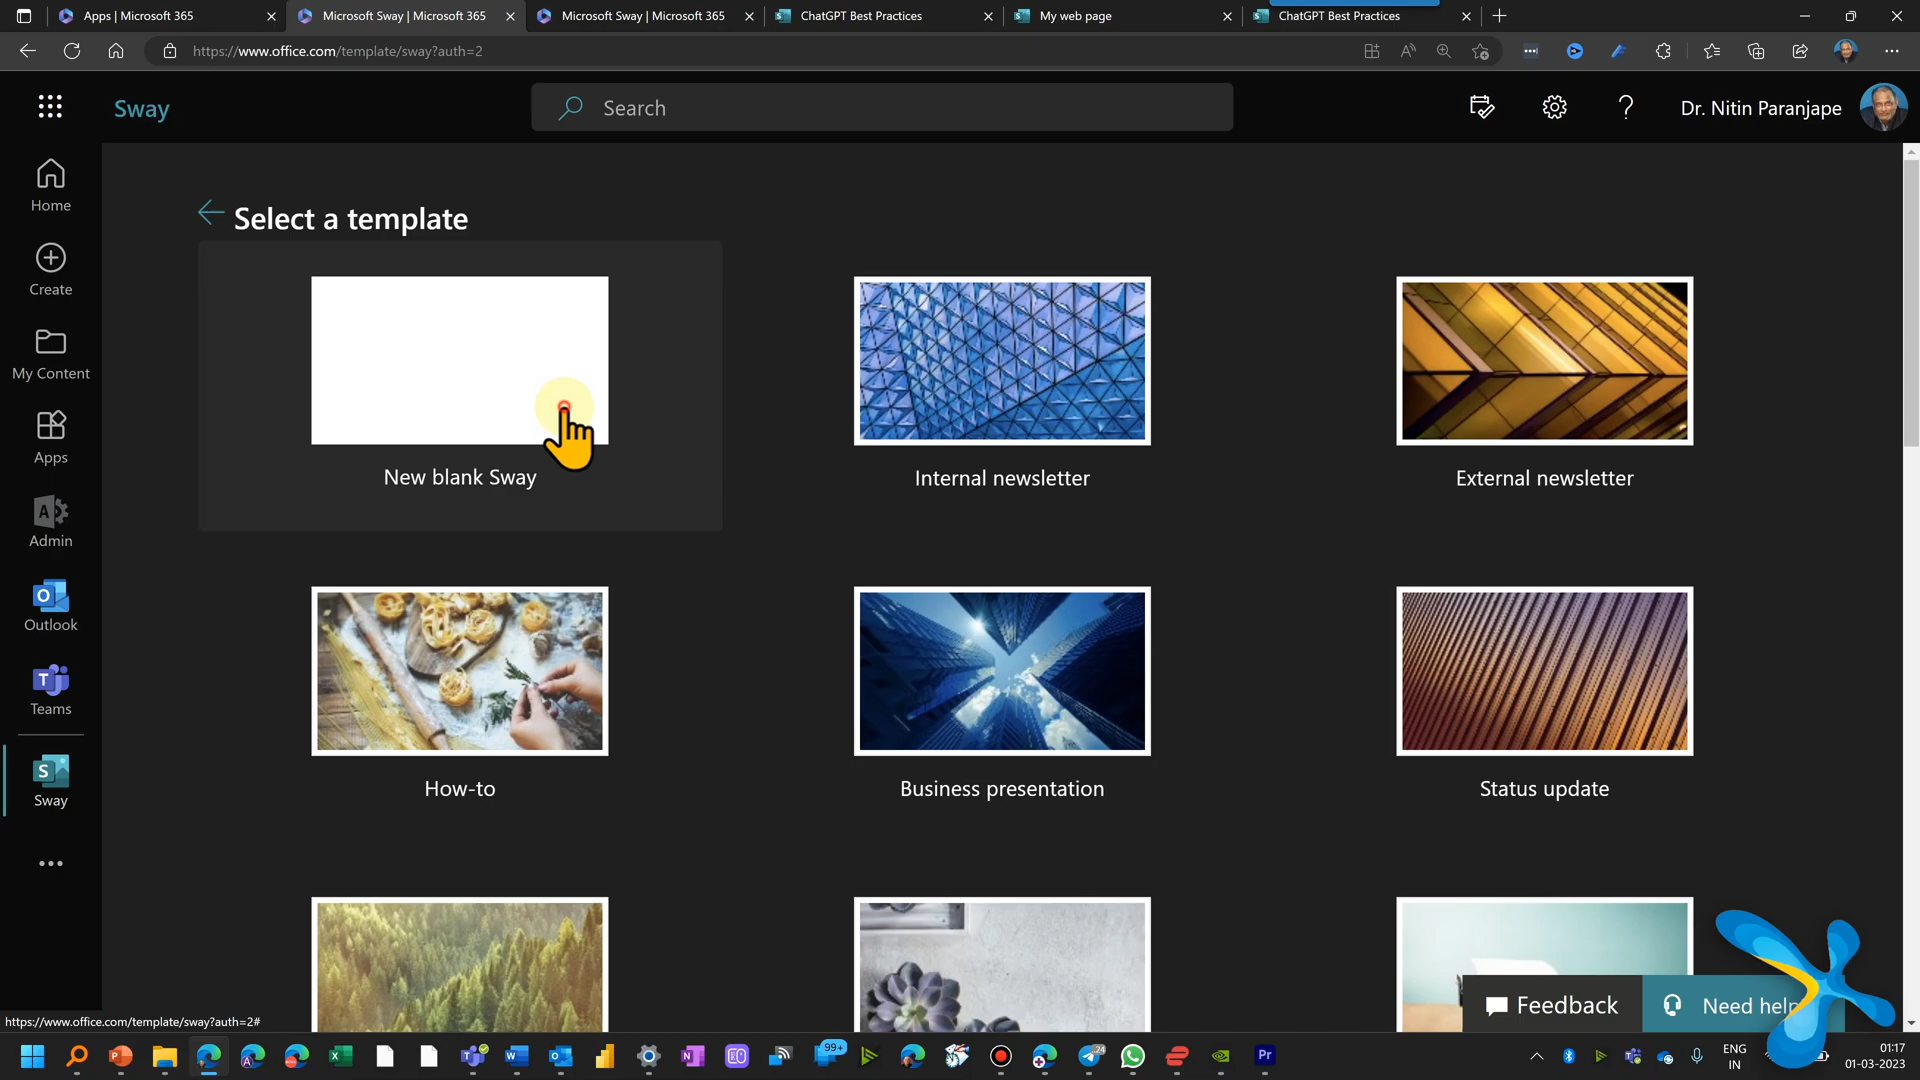 Apps | Microsoft 365
Microsoft Sway | Microsoft 365
Microsoft Sway | Microsoft 365
ChatGPT Best Practices
My web page
ChatGPT Best Practices
https://www.office.com/template/sway?auth=2
Sway
Search
Dr. Nitin Paranjape
Home
Create
My Content
Apps
Admin
Outlook
Teams
Sway
Select a template
New blank Sway
Internal newsletter
External newsletter
How-to
Business presentation
Status update
Feedback
Need help
https://www.office.com/template/sway?auth=2#
99+
24
Pr
ENG
IN
01:17
01-03-2023